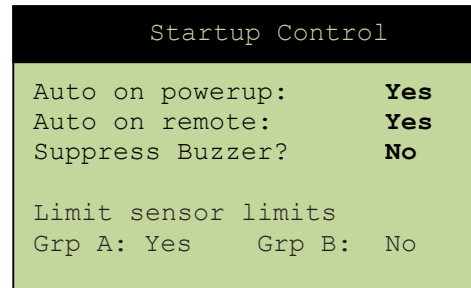 Startup Control
Auto on powerup: Yes
Auto on remote: Yes
Suppress Buzzer? No
Limit sensor limits
Grp A: Yes Grp B: No